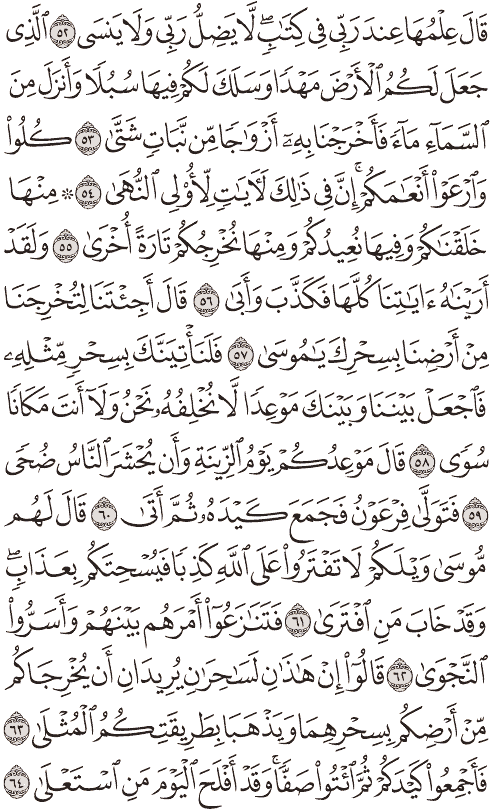 قَالَ عِلْمُهَا عِندَ رَبِّى فِى كِتَٰبٍۖ لَّا يَضِلُّ رَبِّى وَلَا يَنسَى ٥٢ ٱلَّذِى
جَعَلَ لَكُمُ ٱلْأَرْضَ مَهْدًا وَسَلَكَ لَكُمْ فِيهَا سُبُلًا وَأَنزَلَ مِنَ
ٱلسَّمَآءِ مَآءً فَأَخْرَجْنَا بِهِۦٓ أَزْوَٰجًا مِّن نَّبَاتٍ شَتَّىٰ ٥٣ كُلُوا۟
وَٱرْعَوْا۟ أَنْعَٰمَكُمْۗ إِنَّ فِى ذَٰلِكَ لَءَايَٰتٍ لِّأُو۟لِى ٱلنُّهَىٰ ٥٤ ۞ مِنْهَا
خَلَقْنَٰكُمْ وَفِيهَا نُعِيدُكُمْ وَمِنْهَا نُخْرِجُكُمْ تَارَةً أُخْرَىٰ ٥٥ وَلَقَدْ
أَرَيْنَٰهُ ءَايَٰتِنَا كُلَّهَا فَكَذَّبَ وَأَبَىٰ ٥٦ قَالَ أَجِئْتَنَا لِتُخْرِجَنَا
مِنْ أَرْضِنَا بِسِحْرِكَ يَٰمُوسَىٰ ٥٧ فَلَنَأْتِيَنَّكَ بِسِحْرٍ مِّثْلِهِۦ
فَٱجْعَلْ بَيْنَنَا وَبَيْنَكَ مَوْعِدًا لَّا نُخْلِفُهُۥ نَحْنُ وَلَآ أَنتَ مَكَانًا
سُوًى ٥٨ قَالَ مَوْعِدُكُمْ يَوْمُ ٱلزِّينَةِ وَأَن يُحْشَرَ ٱلنَّاسُ ضُحًى
٥٩ فَتَوَلَّىٰ فِرْعَوْنُ فَجَمَعَ كَيْدَهُۥ ثُمَّ أَتَىٰ ٦٠ قَالَ لَهُم
مُّوسَىٰ وَيْلَكُمْ لَا تَفْتَرُوا۟ عَلَى ٱللَّهِ كَذِبًا فَيُسْحِتَكُم بِعَذَابٍۖ
وَقَدْ خَابَ مَنِ ٱفْتَرَىٰ ٦١ فَتَنَٰزَعُوٓا۟ أَمْرَهُم بَيْنَهُمْ وَأَسَرُّوا۟
ٱلنَّجْوَىٰ ٦٢ قَالُوٓا۟ إِنْ هَٰذَٰنِ لَسَٰحِرَٰنِ يُرِيدَانِ أَن يُخْرِجَاكُم
مِّنْ أَرْضِكُم بِسِحْرِهِمَا وَيَذْهَبَا بِطَرِيقَتِكُمُ ٱلْمُثْلَىٰ ٦٣
فَأَجْمِعُوا۟ كَيْدَكُمْ ثُمَّ ٱئْتُوا۟ صَفًّاۚ وَقَدْ أَفْلَحَ ٱلْيَوْمَ مَنِ ٱسْتَعْلَىٰ ٦٤